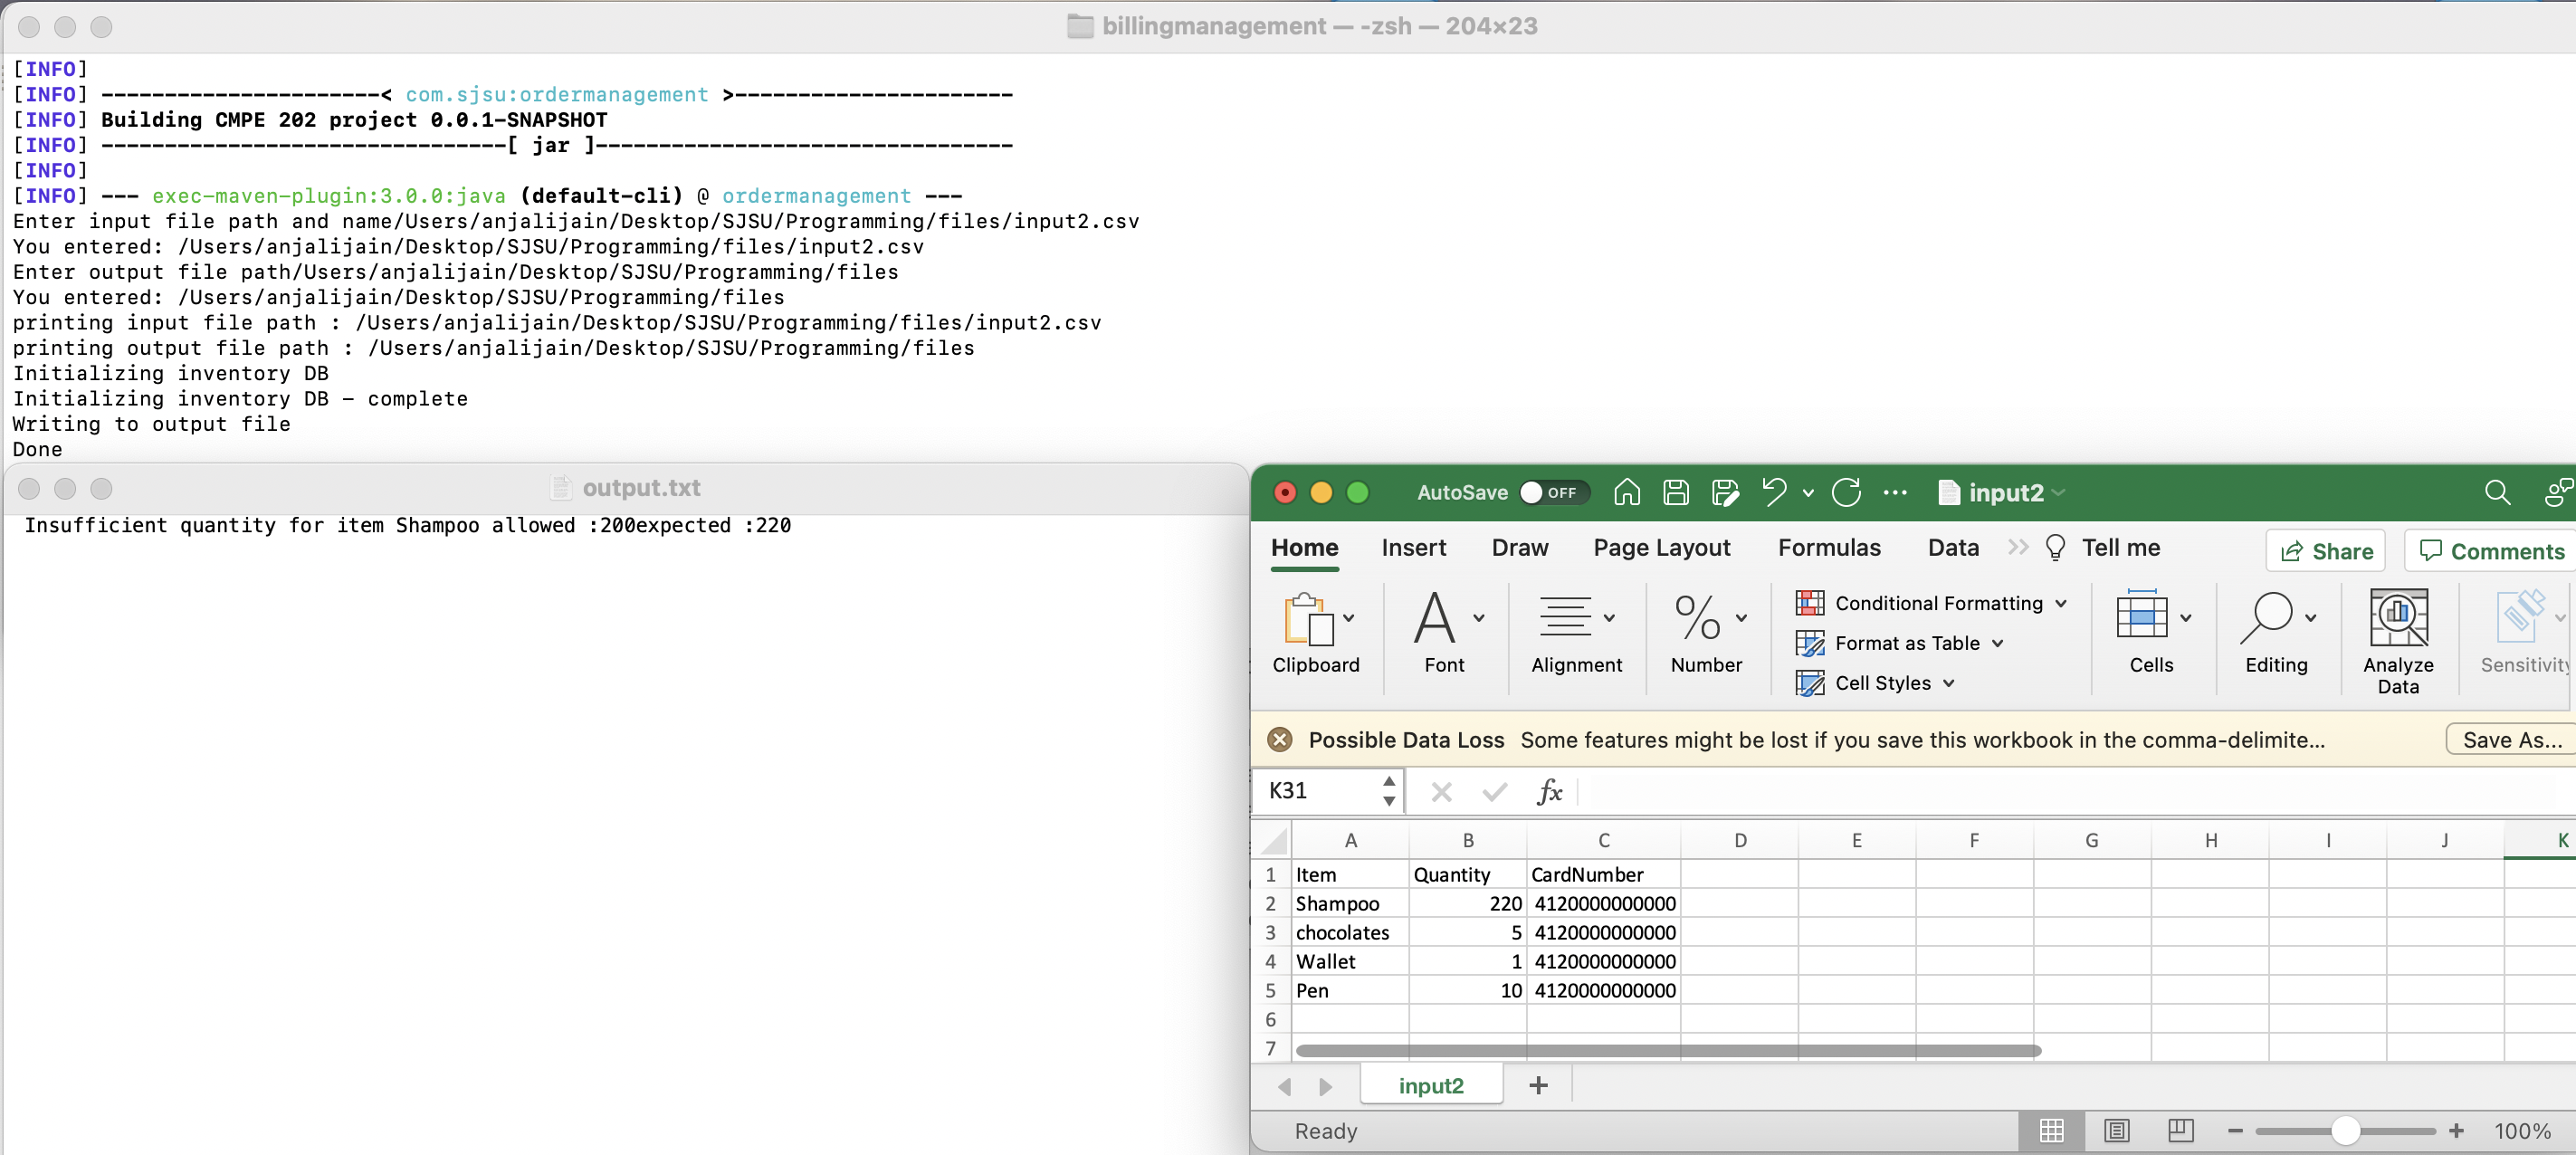 billingmanagement — -zsh — 204×23
[INFO]
[INFO] ----------------------< com.sjsu:ordermanagement >----------------------
[INFO] Building CMPE 202 project 0.0.1-SNAPSHOT
[INFO] --------------------------------[ jar ]---------------------------------
[INFO]
[INFO] --- exec-maven-plugin:3.0.0:java (default-cli) @ ordermanagement ---
Enter input file path and name/Users/anjalijain/Desktop/SJSU/Programming/files/input2.csv
You entered: /Users/anjalijain/Desktop/SJSU/Programming/files/input2.csv
Enter output file path/Users/anjalijain/Desktop/SJSU/Programming/files
You entered: /Users/anjalijain/Desktop/SJSU/Programming/files
printing input file path : /Users/anjalijain/Desktop/SJSU/Programming/files/input2.csv
printing output file path : /Users/anjalijain/Desktop/SJSU/Programming/files
Initializing inventory DB
Initializing inventory DB - complete
Writing to output file
Done
output.txt
Insufficient quantity for item Shampoo allowed :200expected :220
AutoSave OFF ... input2
Home Insert Draw Page Layout Formulas Data >> Tell me Share Comments
Clipboard Font Alignment Number
Conditional Formatting
Format as Table
Cell Styles
Cells Editing Analyze Data Sensitivity
Possible Data Loss Some features might be lost if you save this workbook in the comma-delimite... Save As...
K31 fx
A B C D E F G H I J K
1 Item Quantity CardNumber
2 Shampoo 220 4120000000000
3 chocolates 5 4120000000000
4 Wallet 1 4120000000000
5 Pen 10 4120000000000
6
7
input2 +
Ready − + 100%